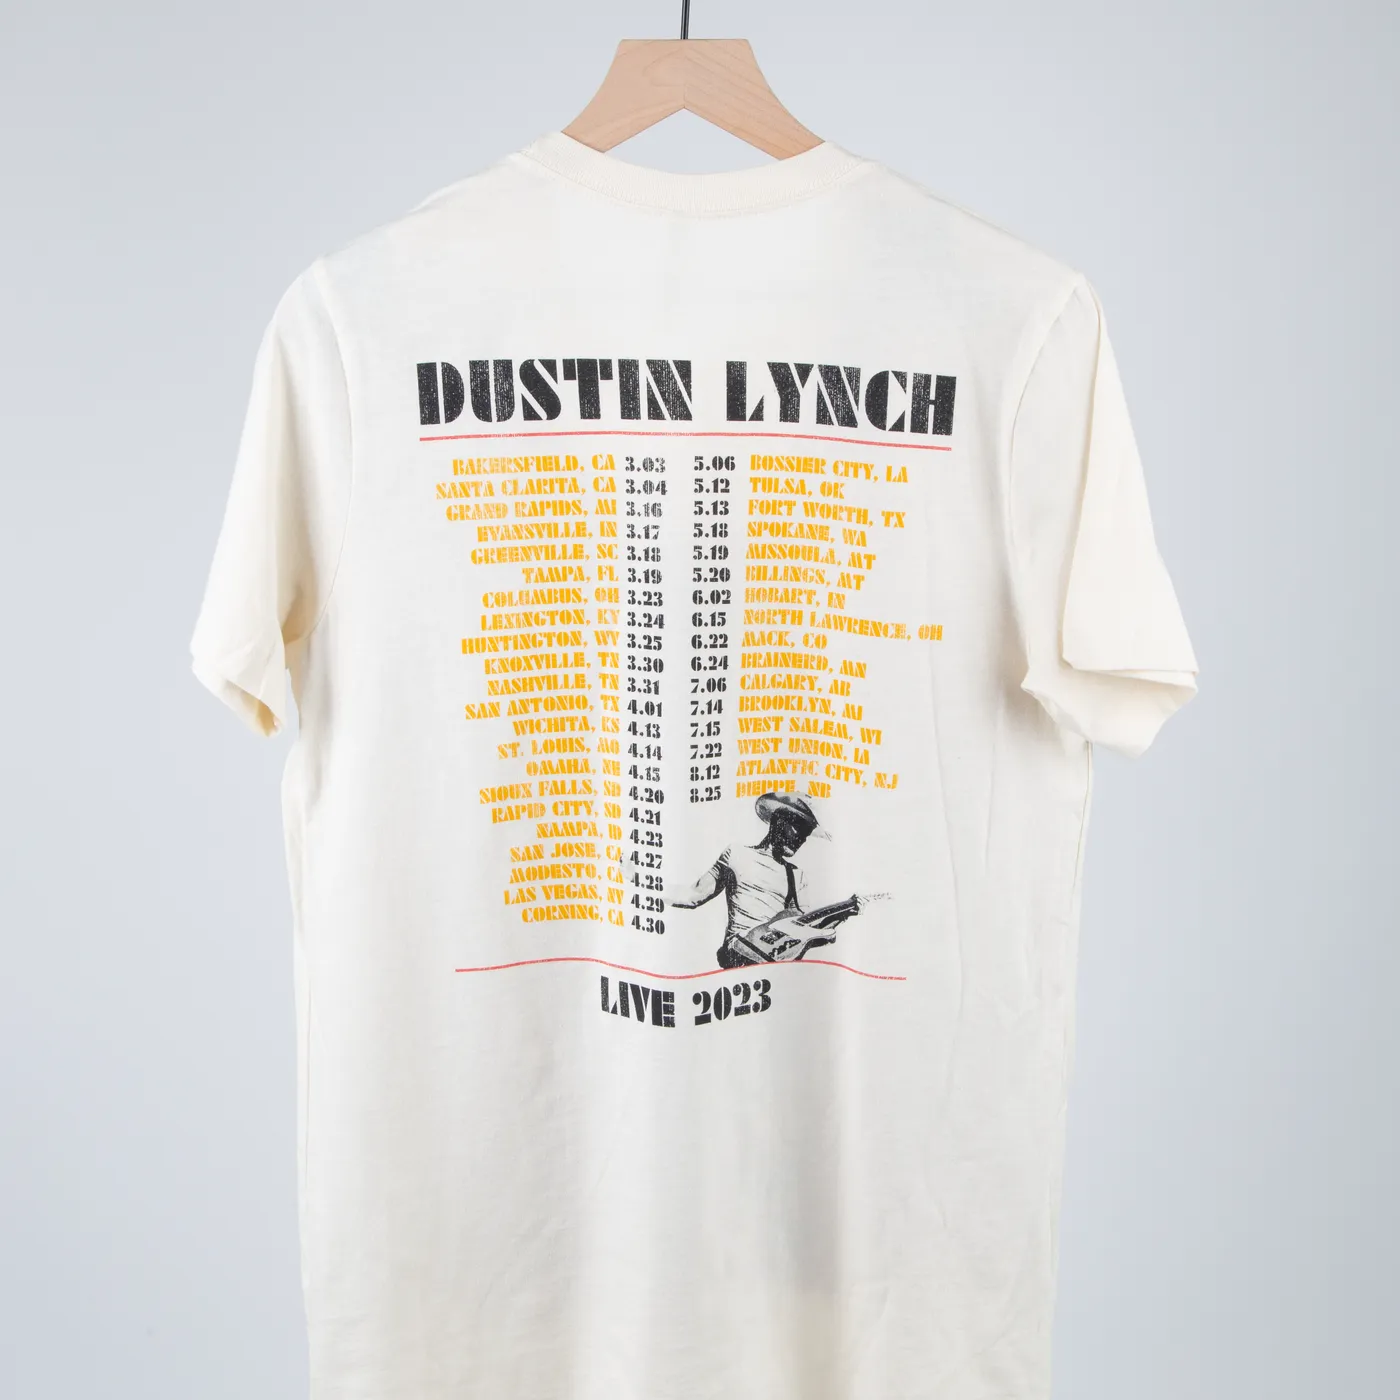 DUSTIN LYNCH
BAKERSFIELD, CA 3.03
SANTA CLARITA, CA 3.04
GRAND RAPIDS, MI 3.16
EVANSVILLE, IN 3.17
GREENVILLE, SC 3.18
TAMPA, FL 3.19
COLUMBUS, OH 3.23
LEXINGTON, KY 3.24
HUNTINGTON, WV 3.25
KNOXVILLE, TN 3.30
NASHVILLE, TN 3.31
SAN ANTONIO, TX 4.01
WICHITA, KS 4.13
ST. LOUIS, MO 4.14
OMAHA, NE 4.15
SIOUX FALLS, SD 4.20
RAPID CITY, SD 4.21
NAMPA, ID 4.23
SAN JOSE, CA 4.27
MODESTO, CA 4.28
LAS VEGAS, NV 4.29
CORNING, CA 4.30
5.06 BOSSIER CITY, LA
5.12 TULSA, OK
5.13 FORT WORTH, TX
5.18 SPOKANE, WA
5.19 MISSOULA, MT
5.20 BILLINGS, MT
6.02 HOBART, IN
6.15 NORTH LAWRENCE, OH
6.22 MACK, CO
6.24 BRAINERD, MN
7.06 CALGARY, AB
7.14 BROOKLYN, MI
7.15 WEST SALEM, WI
7.22 WEST UNION, IA
8.12 ATLANTIC CITY, NJ
8.25 DIEPPE, NB
LIVE 2023